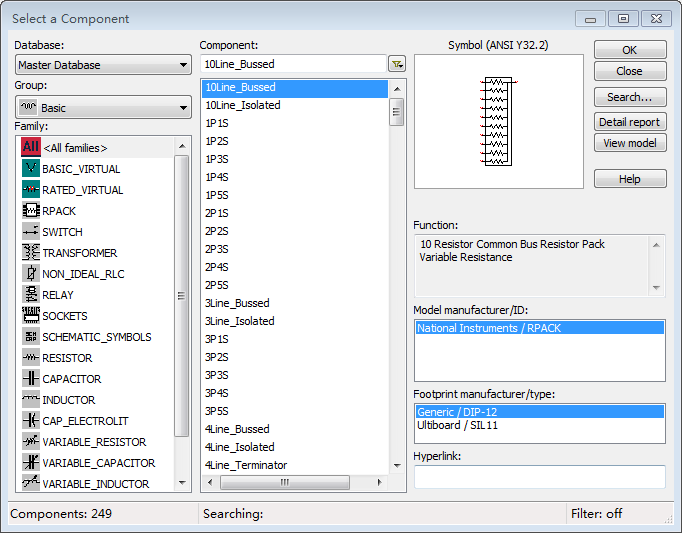 Select a Component
Database:
Master Database
Group:
Basic
Family:
All <All families>
BASIC_VIRTUAL
RATED_VIRTUAL
RPACK
SWITCH
TRANSFORMER
NON_IDEAL_RLC
RELAY
SOCKETS
SCHEMATIC_SYMBOLS
RESISTOR
CAPACITOR
INDUCTOR
CAP_ELECTROLIT
VARIABLE_RESISTOR
VARIABLE_CAPACITOR
VARIABLE_INDUCTOR
Component:
10Line_Bussed
10Line_Bussed
10Line_Isolated
1P1S
1P2S
1P3S
1P4S
1P5S
2P1S
2P2S
2P3S
2P4S
2P5S
3Line_Bussed
3Line_Isolated
3P1S
3P2S
3P3S
3P4S
3P5S
4Line_Bussed
4Line_Isolated
4Line_Terminator
Symbol (ANSI Y32.2)
Function:
10 Resistor Common Bus Resistor Pack
Variable Resistance
Model manufacturer/ID:
National Instruments / RPACK
Footprint manufacturer/type:
Generic / DIP-12
Ultiboard / SIL11
Hyperlink:
OK
Close
Search...
Detail report
View model
Help
Components: 249
Searching:
Filter: off